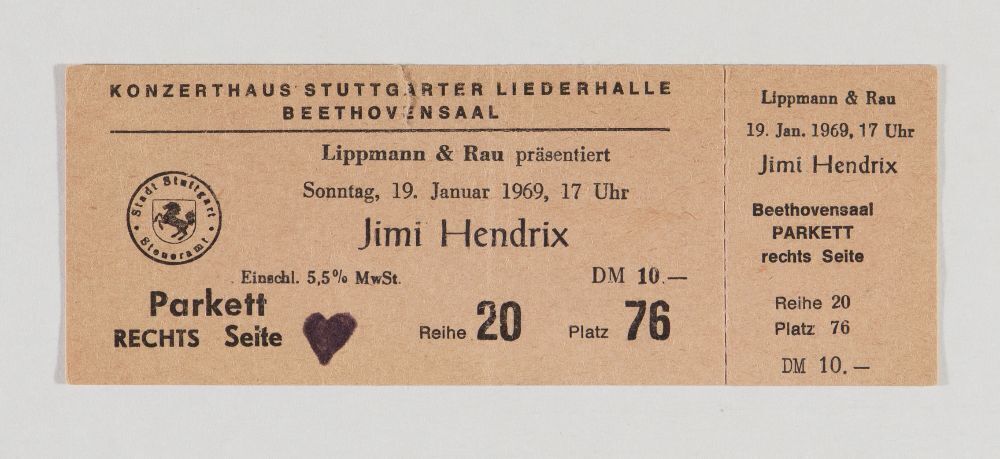 KONZERTHAUS STUTTGARTER LIEDERHALLE
BEETHOVENSAAL
Lippmann & Rau präsentiert
Sonntag, 19. Januar 1969, 17 Uhr
Jimi Hendrix
Stadt Stuttgart
Steueramt
Einschl. 5,5% MwSt.
DM 10.—
Parkett
RECHTS Seite
Reihe 20
Platz 76
Lippmann & Rau
19. Jan. 1969, 17 Uhr
Jimi Hendrix
Beethovensaal
PARKETT
rechts Seite
Reihe 20
Platz 76
DM 10.—